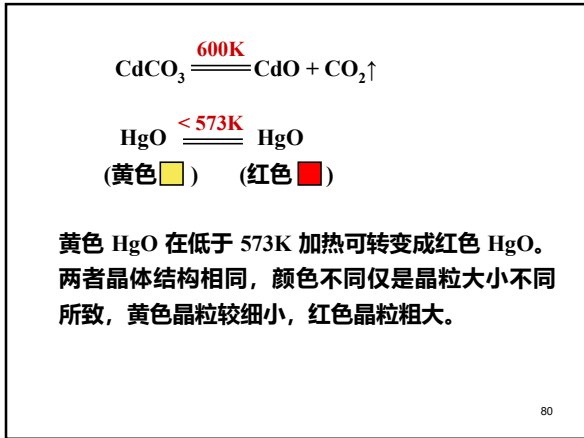 600K
CdCO₃ ═══ CdO + CO₂↑
< 573K
HgO ═══ HgO
(黄色 ) (红色 )
黄色 HgO 在低于 573K 加热可转变成红色 HgO。
两者晶体结构相同，颜色不同仅是晶粒大小不同
所致，黄色晶粒较细小，红色晶粒粗大。
80